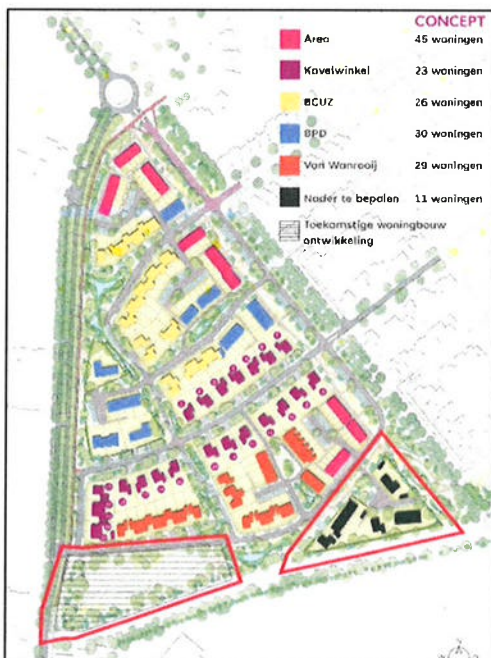 CONCEPT
Area 45 woningen
Kavelwinkel 23 woningen
BCUZ 26 woningen
BPD 30 woningen
Van Wanrooij 29 woningen
Nader te bepalen 11 woningen
Toekomstige woningbouw
ontwikkeling